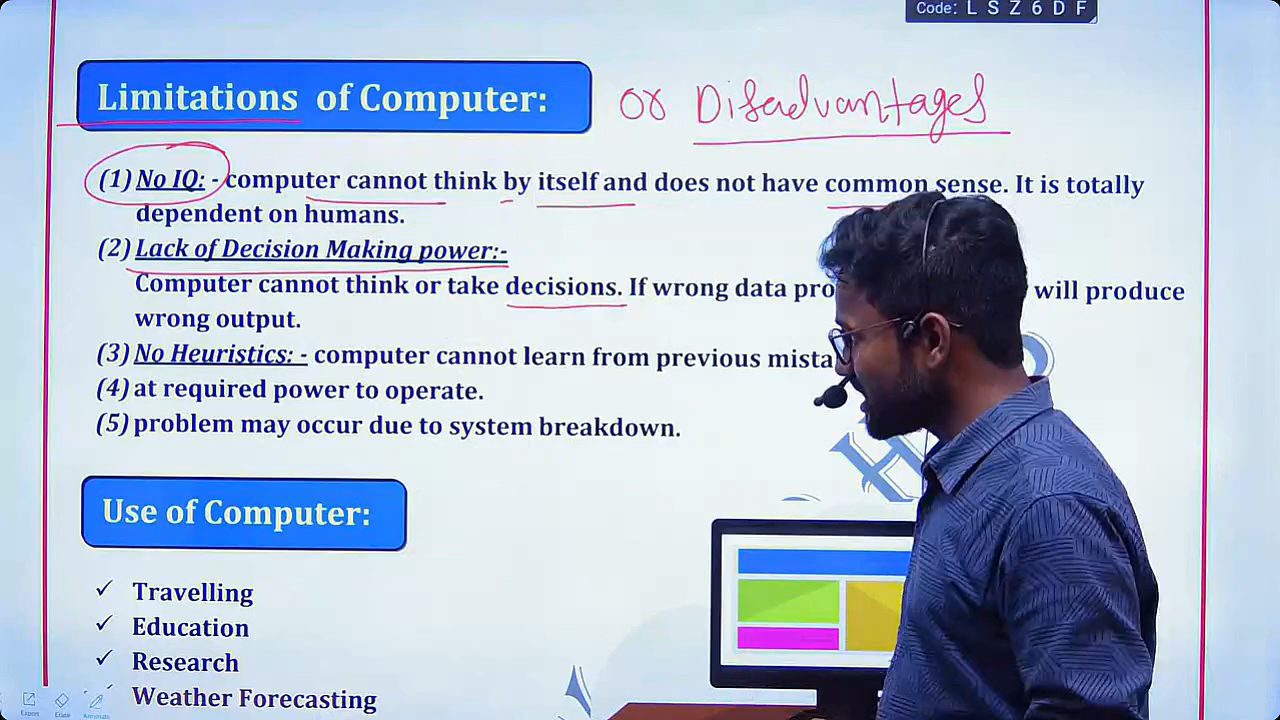 Code: L S Z 6 D F
Limitations of Computer: or Disadvantages
(1) No IQ: - computer cannot think by itself and does not have common sense. It is totally
dependent on humans.
(2) Lack of Decision Making power:-
Computer cannot think or take decisions. If wrong data will produce
wrong output.
(3) No Heuristics: - computer cannot learn from previous
(4) at required power to operate.
(5) problem may occur due to system breakdown.
Use of Computer:
✓ Travelling
✓ Education
✓ Research
Weather Forecasting
Export Erase Annotate